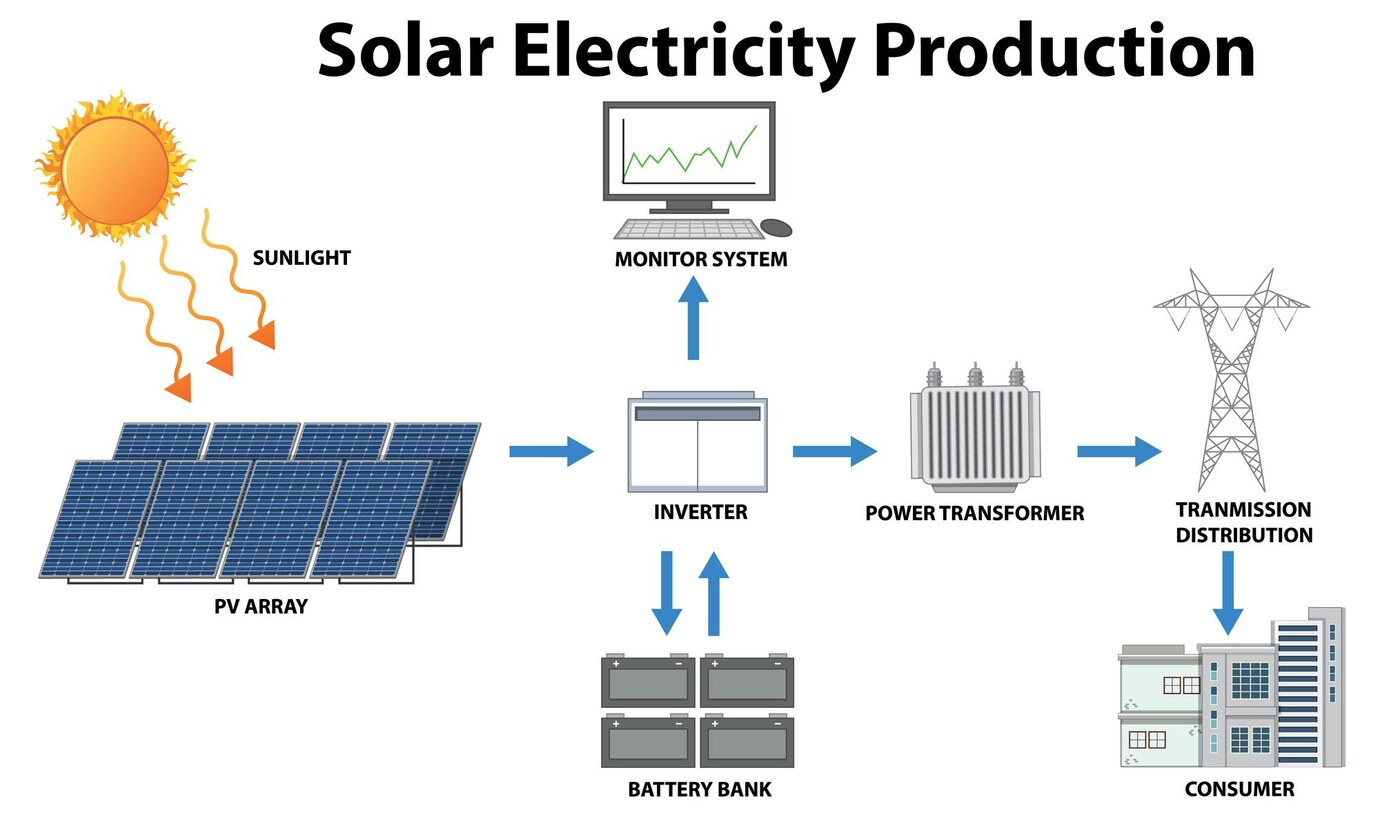 Solar Electricity Production
SUNLIGHT
MONITOR SYSTEM
INVERTER
POWER TRANSFORMER
TRANMISSION
DISTRIBUTION
PV ARRAY
+ − + −
+ − + −
BATTERY BANK
CONSUMER